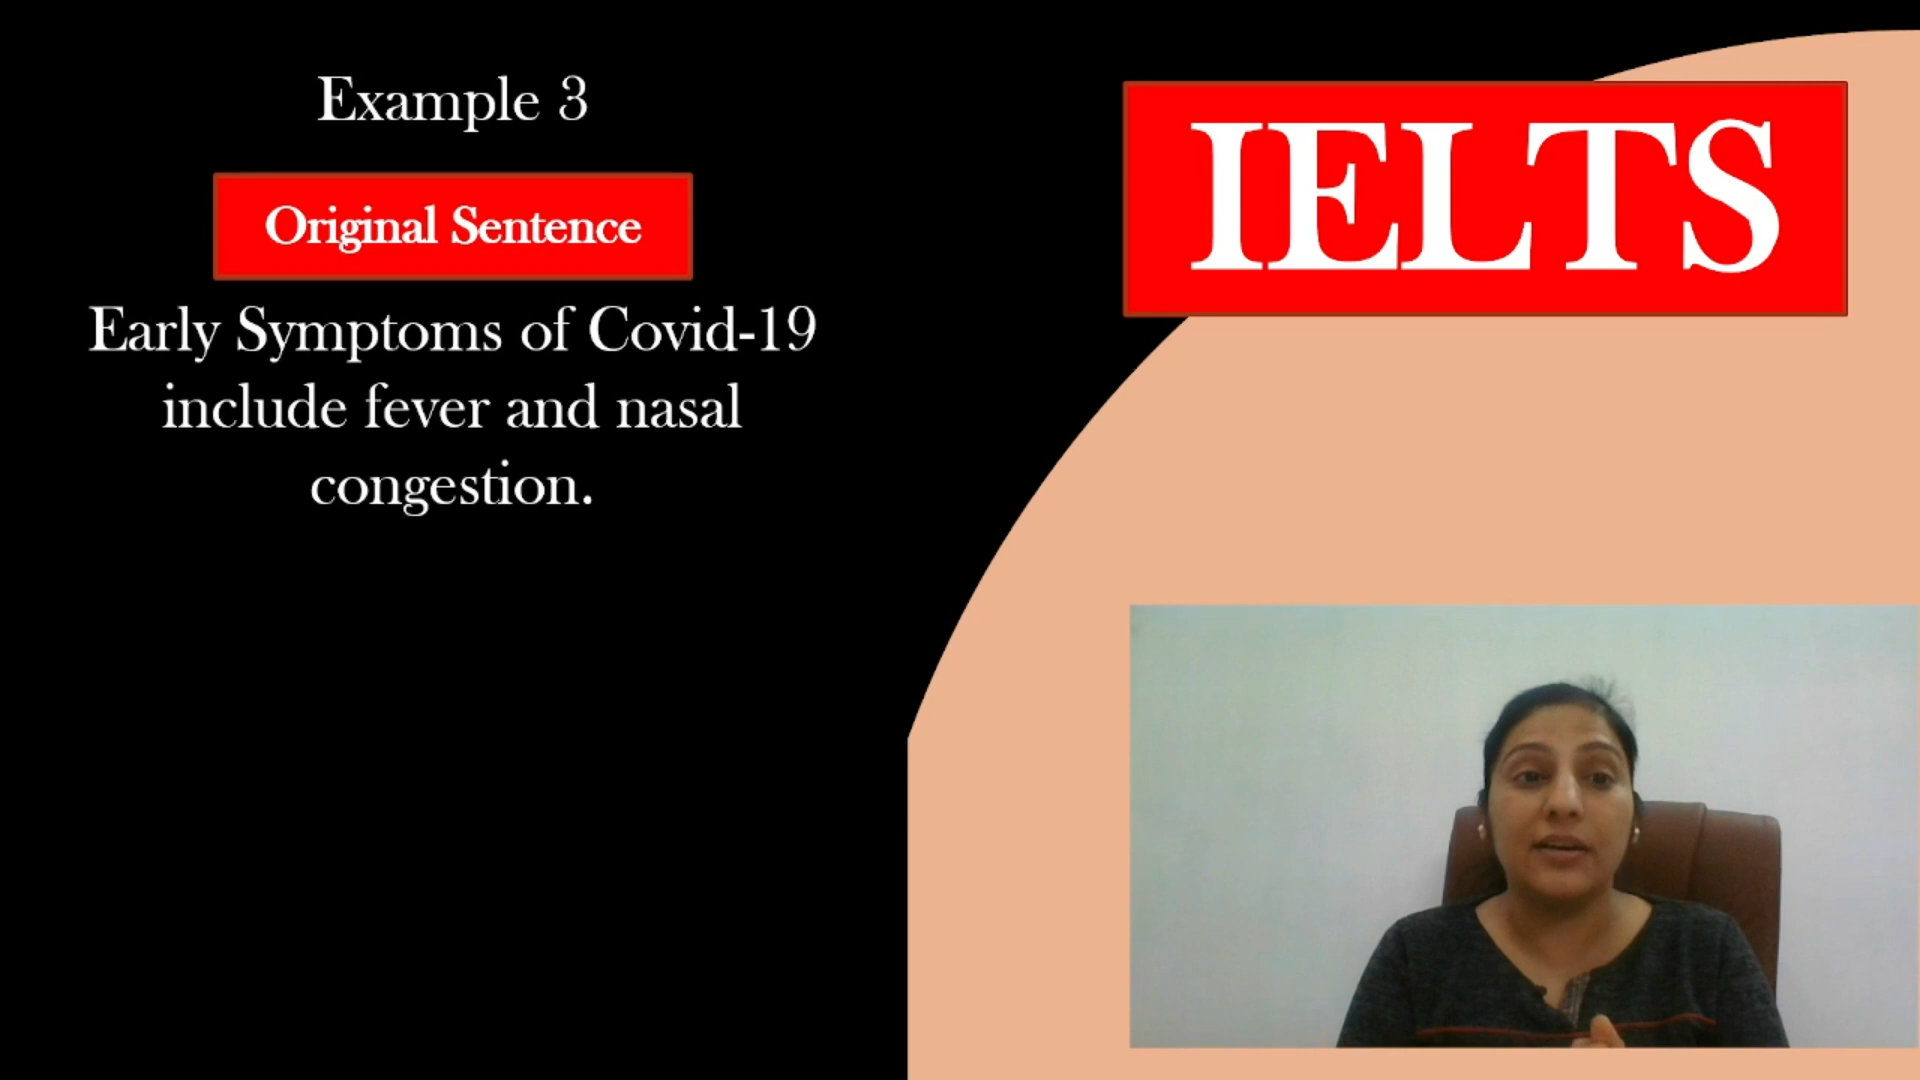 Example 3
Original Sentence
Early Symptoms of Covid-19
include fever and nasal
congestion.
IELTS